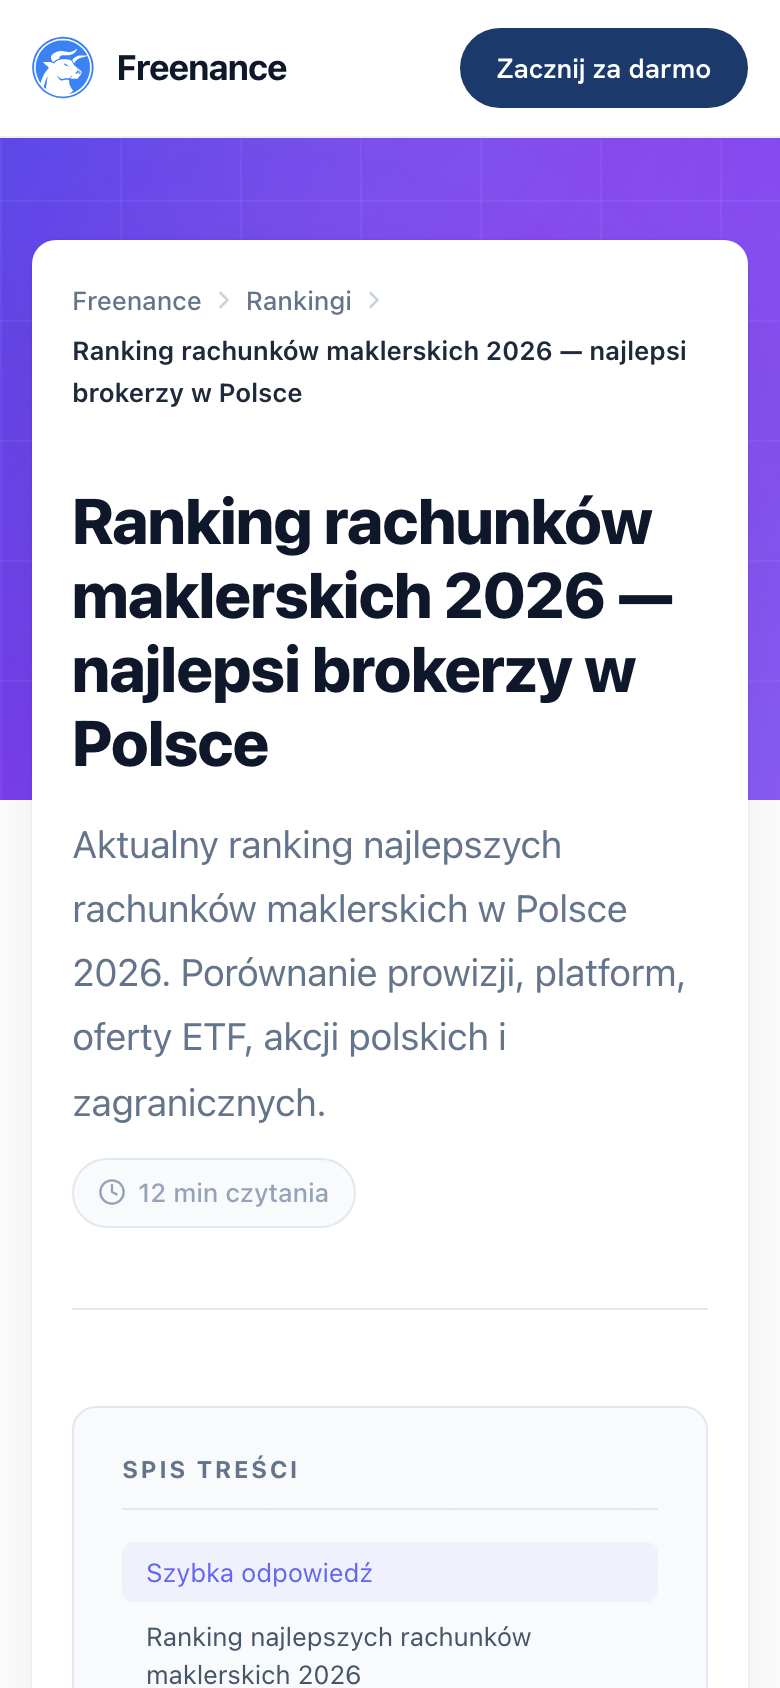 Freenance
Zacznij za darmo
Freenance > Rankingi >
Ranking rachunków maklerskich 2026 — najlepsi
brokerzy w Polsce
Ranking rachunków
maklerskich 2026 —
najlepsi brokerzy w
Polsce
Aktualny ranking najlepszych
rachunków maklerskich w Polsce
2026. Porównanie prowizji, platform,
oferty ETF, akcji polskich i
zagranicznych.
12 min czytania
SPIS TREŚCI
Szybka odpowiedź
Ranking najlepszych rachunków
maklerskich 2026